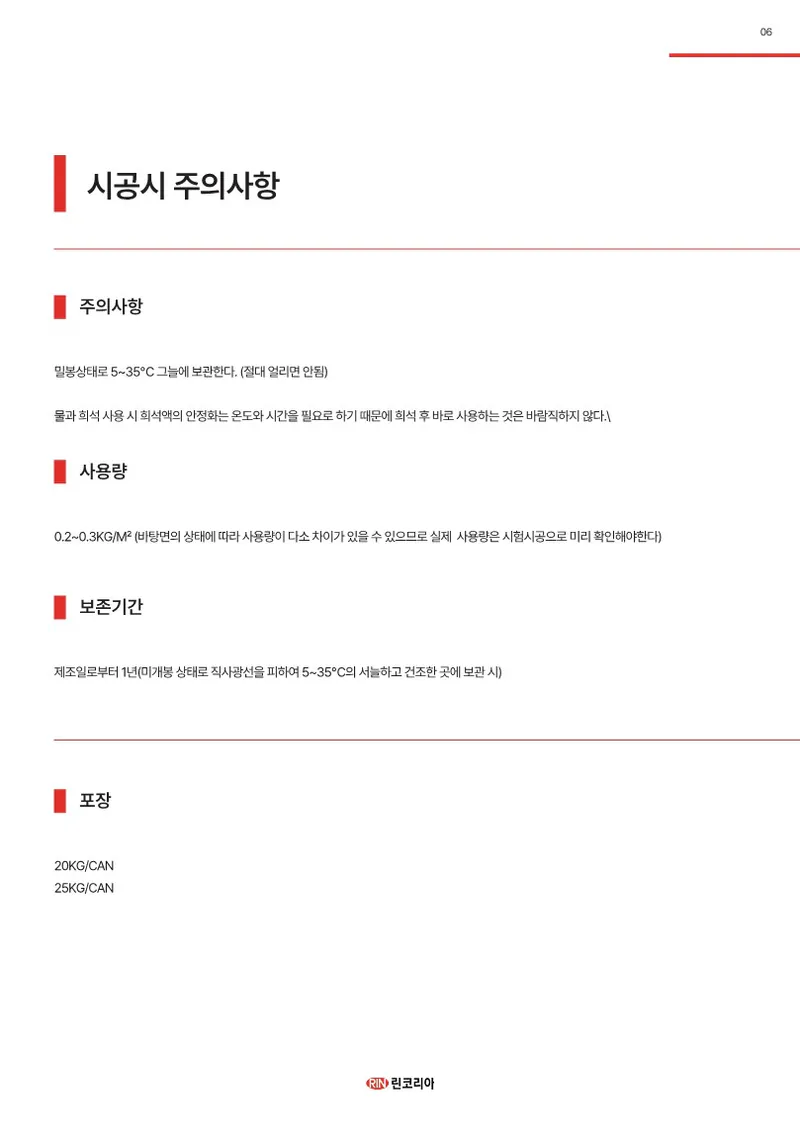 06
시공시 주의사항
주의사항
밀봉상태로 5~35°C 그늘에 보관한다. (절대 얼리면 안됨)
물과 희석 사용 시 희석액의 안정화는 온도와 시간을 필요로 하기 때문에 희석 후 바로 사용하는 것은 바람직하지 않다.\
사용량
0.2~0.3KG/M² (바탕면의 상태에 따라 사용량이 다소 차이가 있을 수 있으므로 실제  사용량은 시험시공으로 미리 확인해야한다)
보존기간
제조일로부터 1년(미개봉 상태로 직사광선을 피하여 5~35°C의 서늘하고 건조한 곳에 보관 시)
포장
20KG/CAN
25KG/CAN
RIN 린코리아